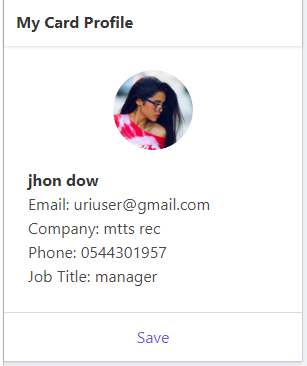 My Card Profile
jhon dow
Email: uriuser@gmail.com
Company: mtts rec
Phone: 0544301957
Job Title: manager
Save